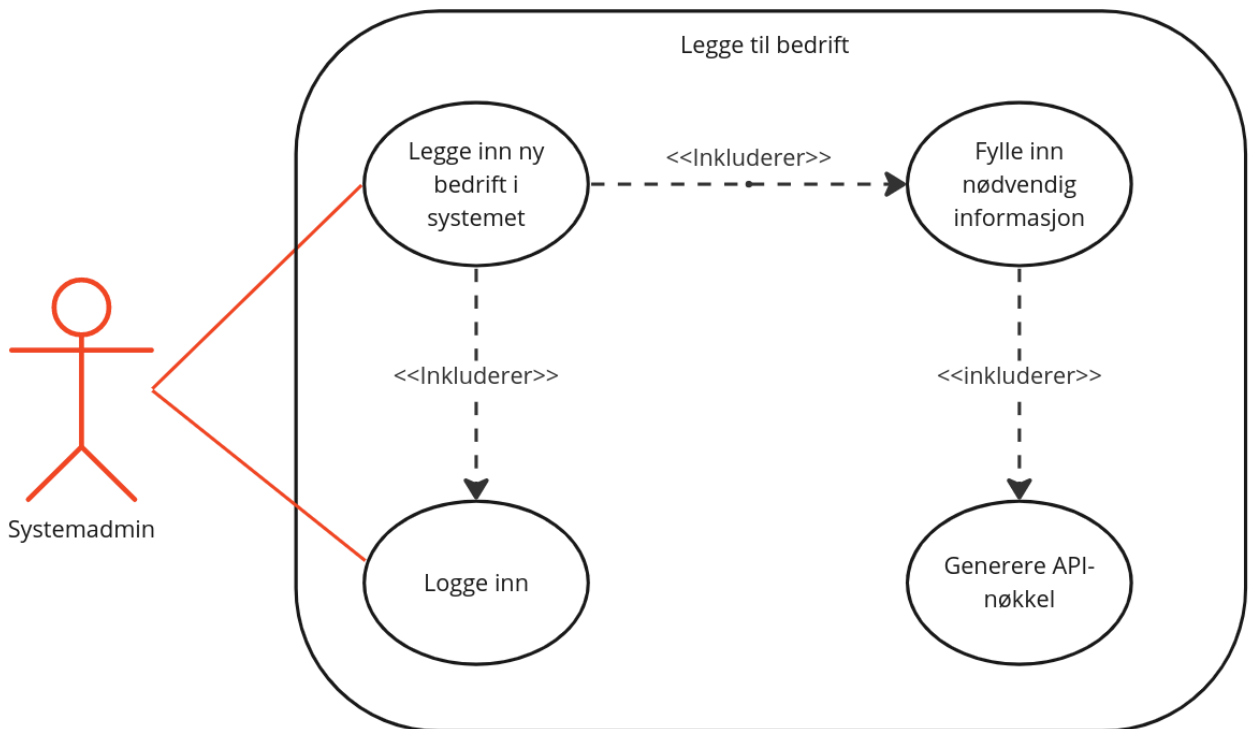 Legge til bedrift
Legge inn ny
bedrift i
systemet
<<Inkluderer>>
Fylle inn
nødvendig
informasjon
<<Inkluderer>>
<<inkluderer>>
Systemadmin
Logge inn
Generere API-
nøkkel